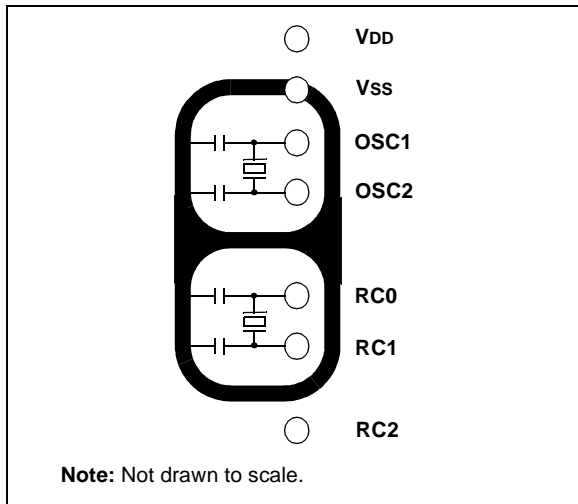 VDD
VSS
OSC1
OSC2
RC0
RC1
RC2
Note: Not drawn to scale.